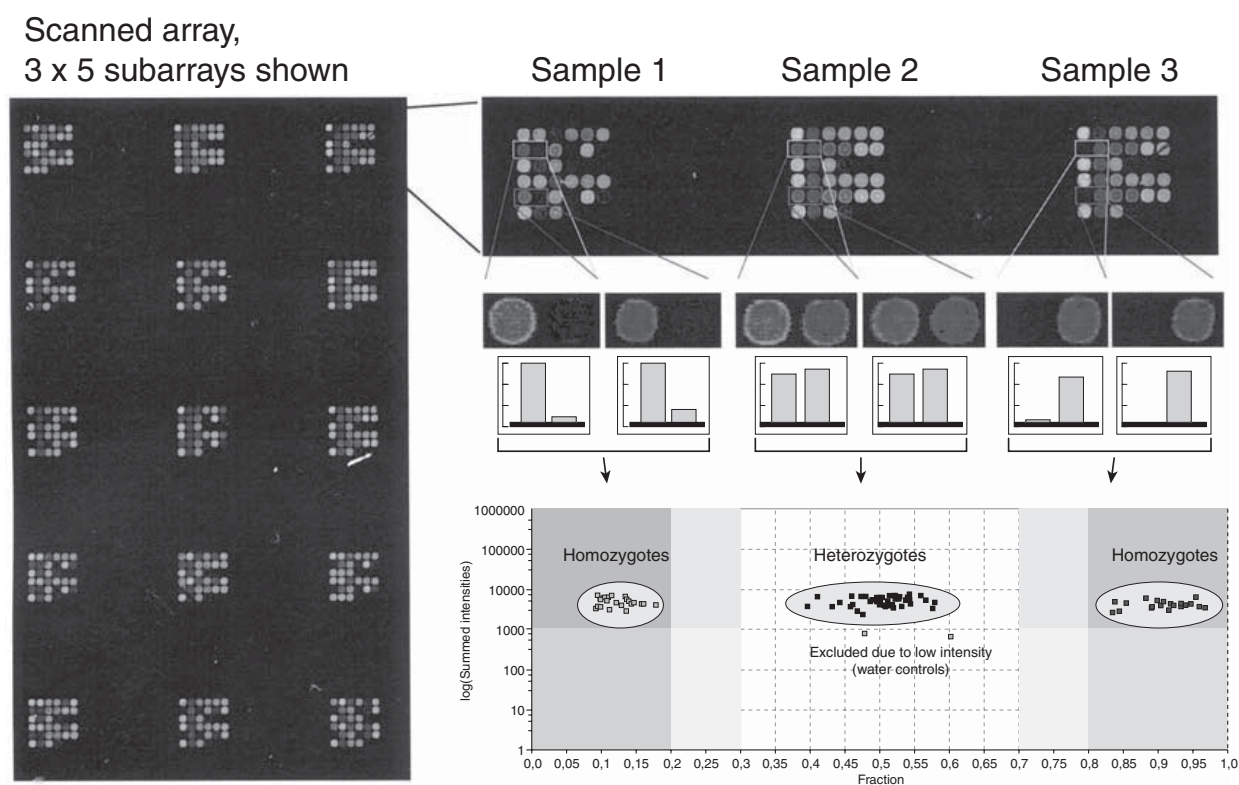 Scanned array,
3 x 5 subarrays shown
Sample 1
Sample 2
Sample 3
1000000
100000
10000
1000
100
10
1
log(Summed intensities)
Homozygotes
Heterozygotes
Homozygotes
Excluded due to low intensity
(water controls)
0,0 0,05 0,1 0,15 0,2 0,25 0,3 0,35 0,4 0,45 0,5 0,55 0,6 0,65 0,7 0,75 0,8 0,85 0,9 0,95 1,0
Fraction